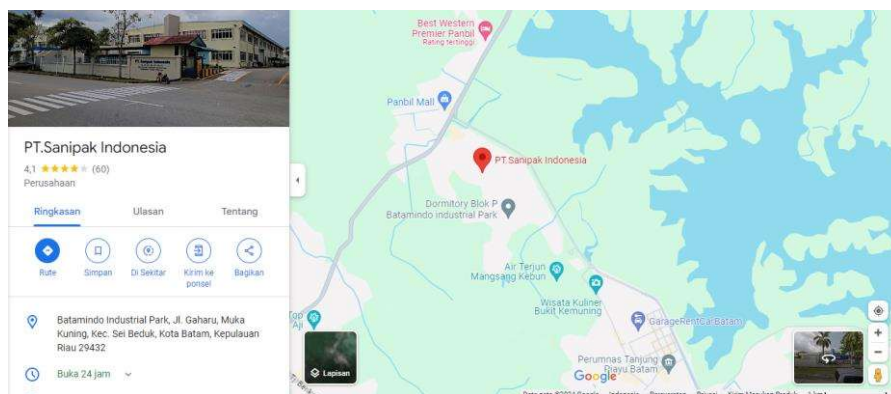 PT.Sanipak Indonesia
4,1 (60)
Perusahaan
Ringkasan
Ulasan
Tentang
Rute
Simpan
Di Sekitar
Kirim ke
ponsel
Bagikan
Batamindo Industrial Park, Jl. Gaharu, Muka
Kuning, Kec. Sei Beduk, Kota Batam, Kepulauan
Riau 29432
Buka 24 jam
Best Western
Premier Panbil
Rating tertinggi
Panbil Mall
PT.Sanipak Indonesia
Dormitory Blok P
Batamindo industrial Park
Air Terjun
Mangsang Kebun
Wisata Kuliner
Bukit Kemuning
GarageRentCarBatam
Perumnas Tanjung
Riayu Batam
Lapisan
Google